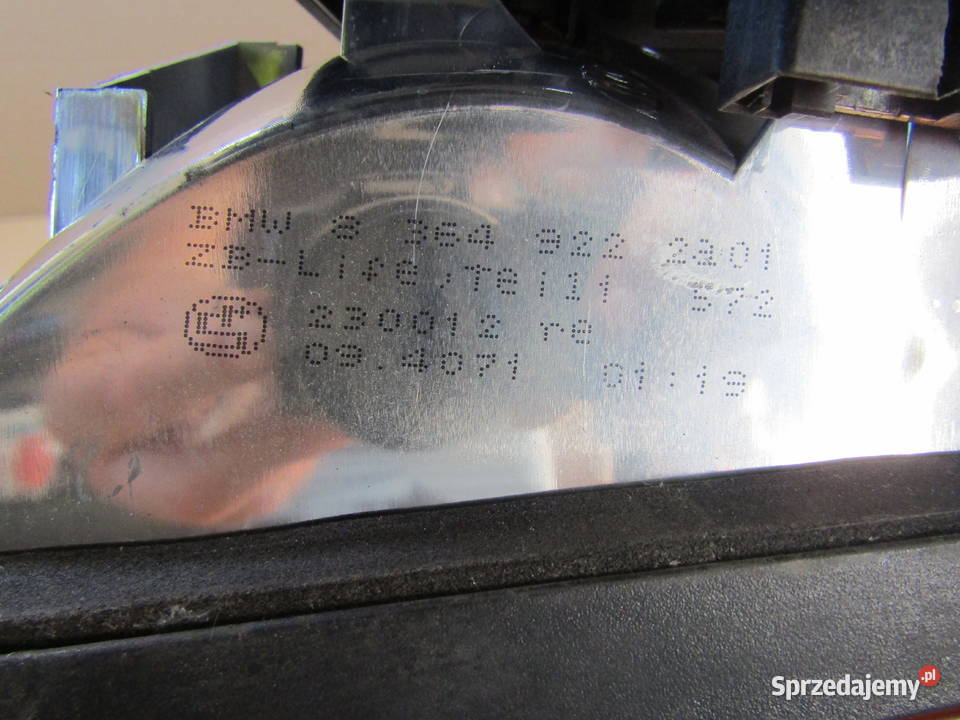 BMW 8 364 922 2201
ZB-Life.Teil1 572
230012 re
09.4071 01:19
Sprzedajemy.pl